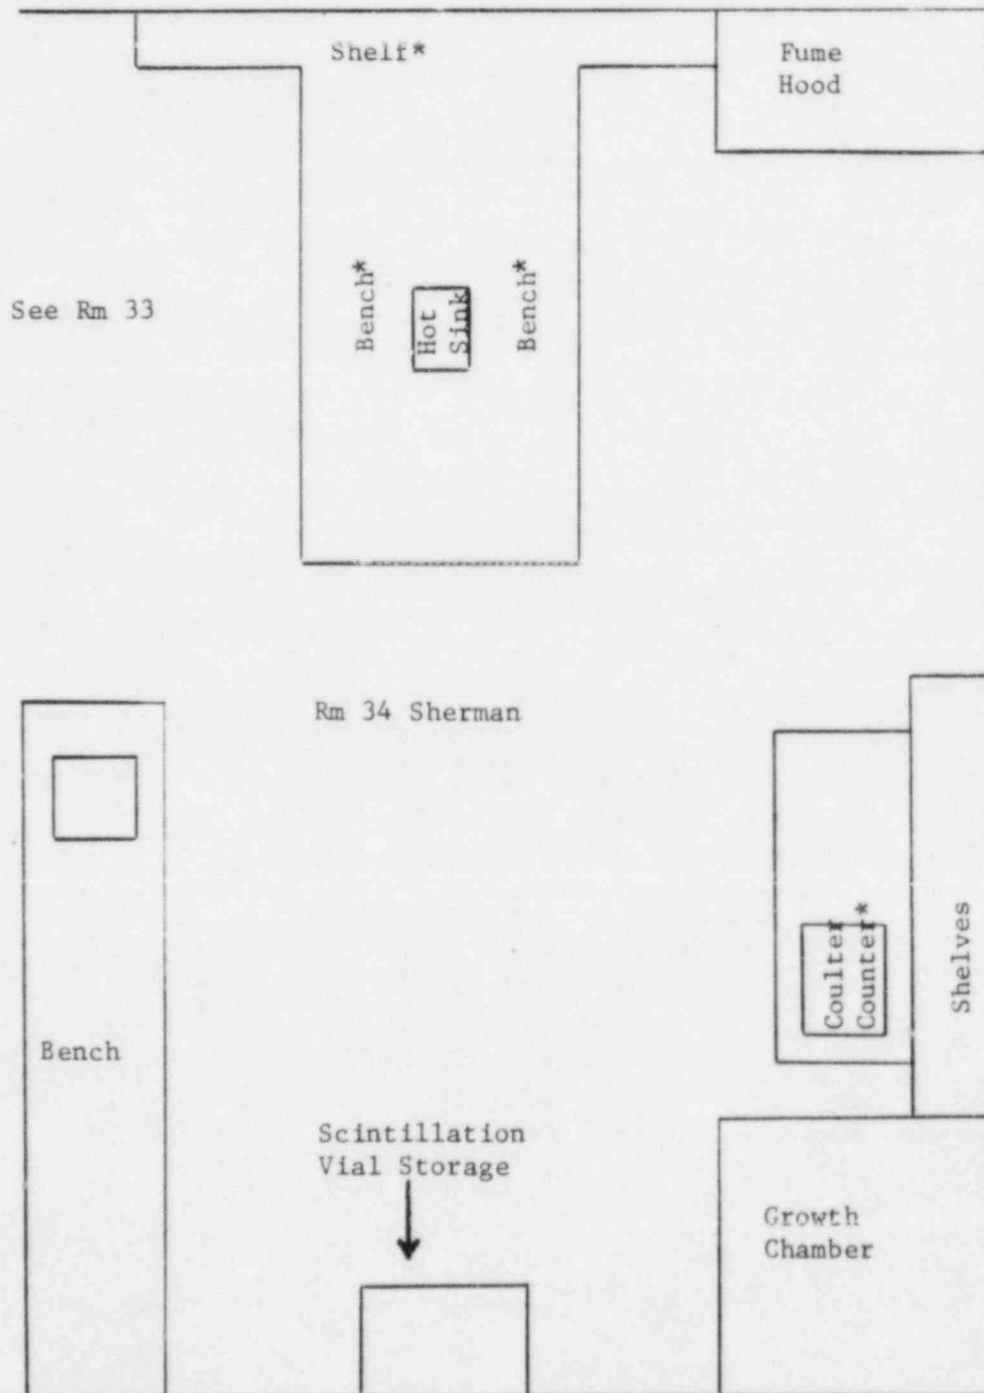 Shelf*
Fume
Hood
See Rm 33
Bench*
Hot
Sink
Bench*
Rm 34 Sherman
Coulter
Counter*
Shelves
Bench
Scintillation
Vial Storage
Growth
Chamber